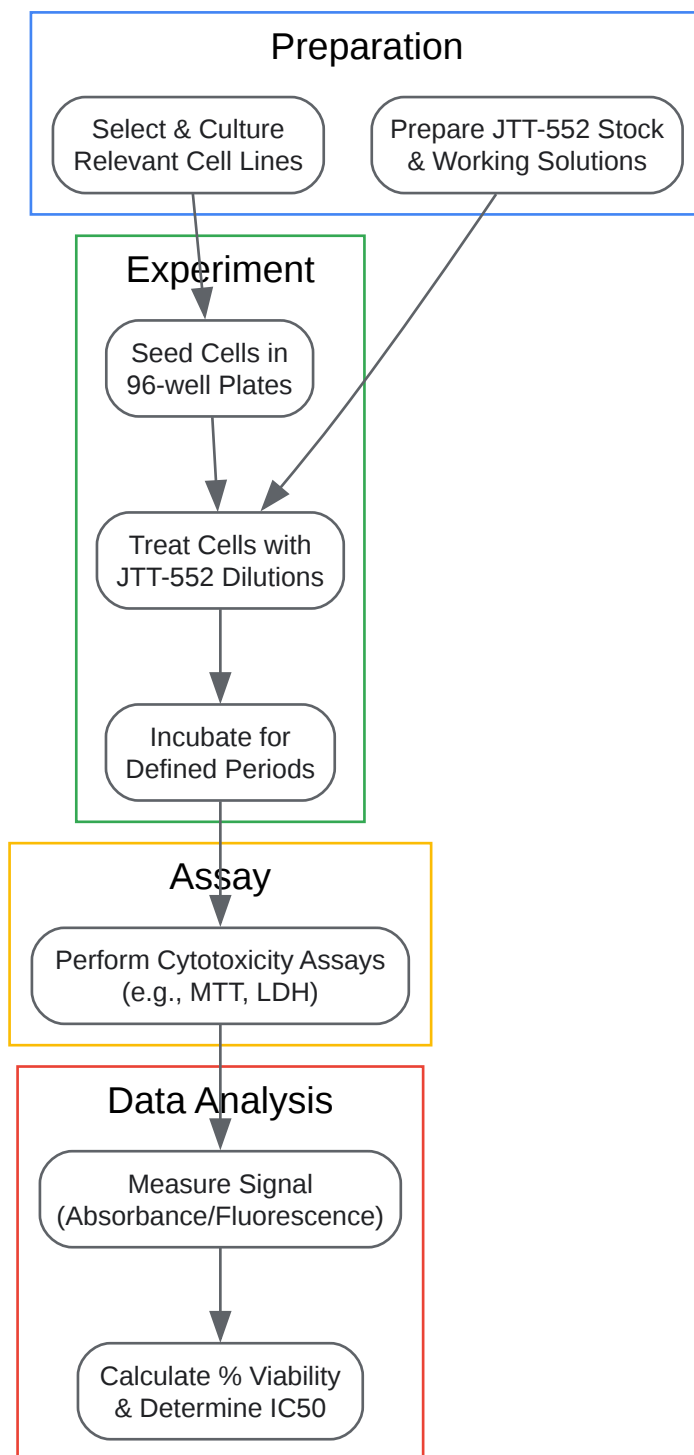 Preparation
Select & Culture
Relevant Cell Lines
Prepare JTT-552 Stock
& Working Solutions
Experiment
Seed Cells in
96-well Plates
Treat Cells with
JTT-552 Dilutions
Incubate for
Defined Periods
Assay
Perform Cytotoxicity Assays
(e.g., MTT, LDH)
Data Analysis
Measure Signal
(Absorbance/Fluorescence)
Calculate % Viability
& Determine IC50